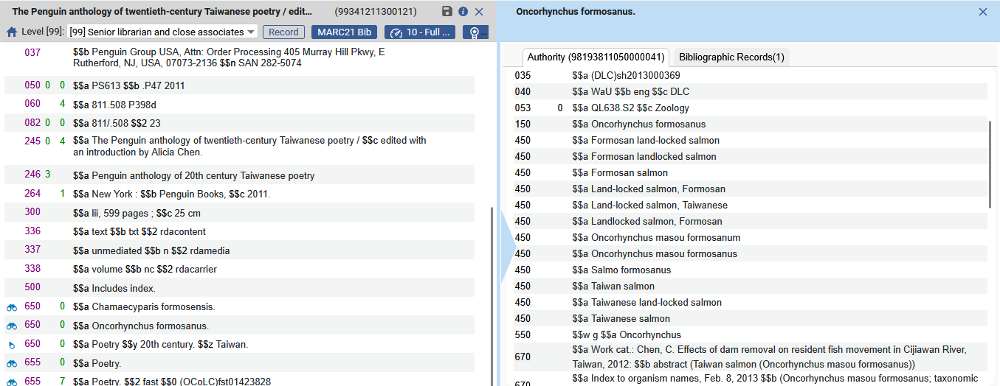 The Penguin anthology of twentieth-century Taiwanese poetry / edit... (99341211300121)
Level [99]: [99] Senior librarian and close associates Record MARC21 Bib 10 - Full ... ...
037 $$b Penguin Group USA, Attn: Order Processing 405 Murray Hill Pkwy, E
Rutherford, NJ, USA, 07073-2136 $$n SAN 282-5074
050 0 0 $$a PS613 $$b .P47 2011
060 4 $$a 811.508 P398d
082 0 0 $$a 811/.508 $$2 23
245 0 4 $$a The Penguin anthology of twentieth-century Taiwanese poetry / $$c edited with
an introduction by Alicia Chen.
246 3 $$a Penguin anthology of 20th century Taiwanese poetry
264 1 $$a New York : $$b Penguin Books, $$c 2011.
300 $$a lii, 599 pages ; $$c 25 cm
336 $$a text $$b txt $$2 rdacontent
337 $$a unmediated $$b n $$2 rdamedia
338 $$a volume $$b nc $$2 rdacarrier
500 $$a Includes index.
650 0 $$a Chamaecyparis formosensis.
650 0 $$a Oncorhynchus formosanus.
650 0 $$a Poetry $$y 20th century. $$z Taiwan.
655 0 $$a Poetry.
655 7 $$a Poetry. $$2 fast $$0 (OCoLC)fst01423828
Oncorhynchus formosanus.
Authority (98193811050000041) Bibliographic Records(1)
035 $$a (DLC)sh2013000369
040 $$a WaU $$b eng $$c DLC
053 0 $$a QL638.S2 $$c Zoology
150 $$a Oncorhynchus formosanus
450 $$a Formosan land-locked salmon
450 $$a Formosan landlocked salmon
450 $$a Formosan salmon
450 $$a Land-locked salmon, Formosan
450 $$a Land-locked salmon, Taiwanese
450 $$a Landlocked salmon, Formosan
450 $$a Oncorhynchus masou formosanum
450 $$a Oncorhynchus masou formosanus
450 $$a Salmo formosanus
450 $$a Taiwan salmon
450 $$a Taiwanese land-locked salmon
450 $$a Taiwanese salmon
550 $$w g $$a Oncorhynchus
670 $$a Work cat.: Chen, C. Effects of dam removal on resident fish movement in Cijiawan River,
Taiwan, 2012: $$b abstract (Taiwan salmon (Oncorhynchus masou formosanus))
670 $$a Index to organism names, Feb. 8, 2013 $$b (Oncorhynchus masou formosanus; taxonomic